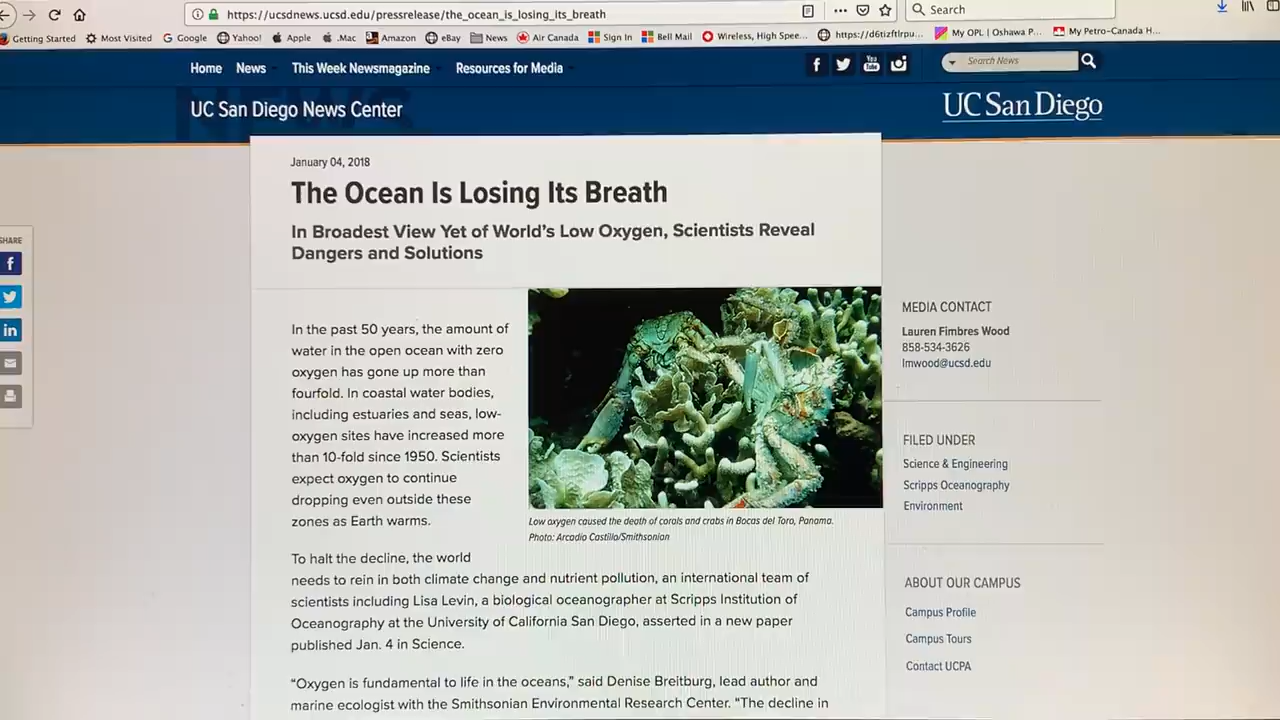 https://ucsdnews.ucsd.edu/pressrelease/the_ocean_is_losing_its_breath
Search
Getting Started Most Visited Google Yahoo! Apple .Mac Amazon eBay News Air Canada Sign In Bell Mail Wireless, High Spee... https://d6tizftlrpu... My OPL | Oshawa P... My Petro-Canada H...
Home News This Week Newsmagazine Resources for Media
You Tube
Search News
UC San Diego News Center
UC San Diego
January 04, 2018
The Ocean Is Losing Its Breath
In Broadest View Yet of World's Low Oxygen, Scientists Reveal
Dangers and Solutions
SHARE
In the past 50 years, the amount of
water in the open ocean with zero
oxygen has gone up more than
fourfold. In coastal water bodies,
including estuaries and seas, low-
oxygen sites have increased more
than 10-fold since 1950. Scientists
expect oxygen to continue
dropping even outside these
zones as Earth warms.
Low oxygen caused the death of corals and crabs in Bocas del Toro, Panama.
Photo: Arcadio Castillo/Smithsonian
To halt the decline, the world
needs to rein in both climate change and nutrient pollution, an international team of
scientists including Lisa Levin, a biological oceanographer at Scripps Institution of
Oceanography at the University of California San Diego, asserted in a new paper
published Jan. 4 in Science.
“Oxygen is fundamental to life in the oceans,” said Denise Breitburg, lead author and
marine ecologist with the Smithsonian Environmental Research Center. “The decline in
MEDIA CONTACT
Lauren Fimbres Wood
858-534-3626
lmwood@ucsd.edu
FILED UNDER
Science & Engineering
Scripps Oceanography
Environment
ABOUT OUR CAMPUS
Campus Profile
Campus Tours
Contact UCPA